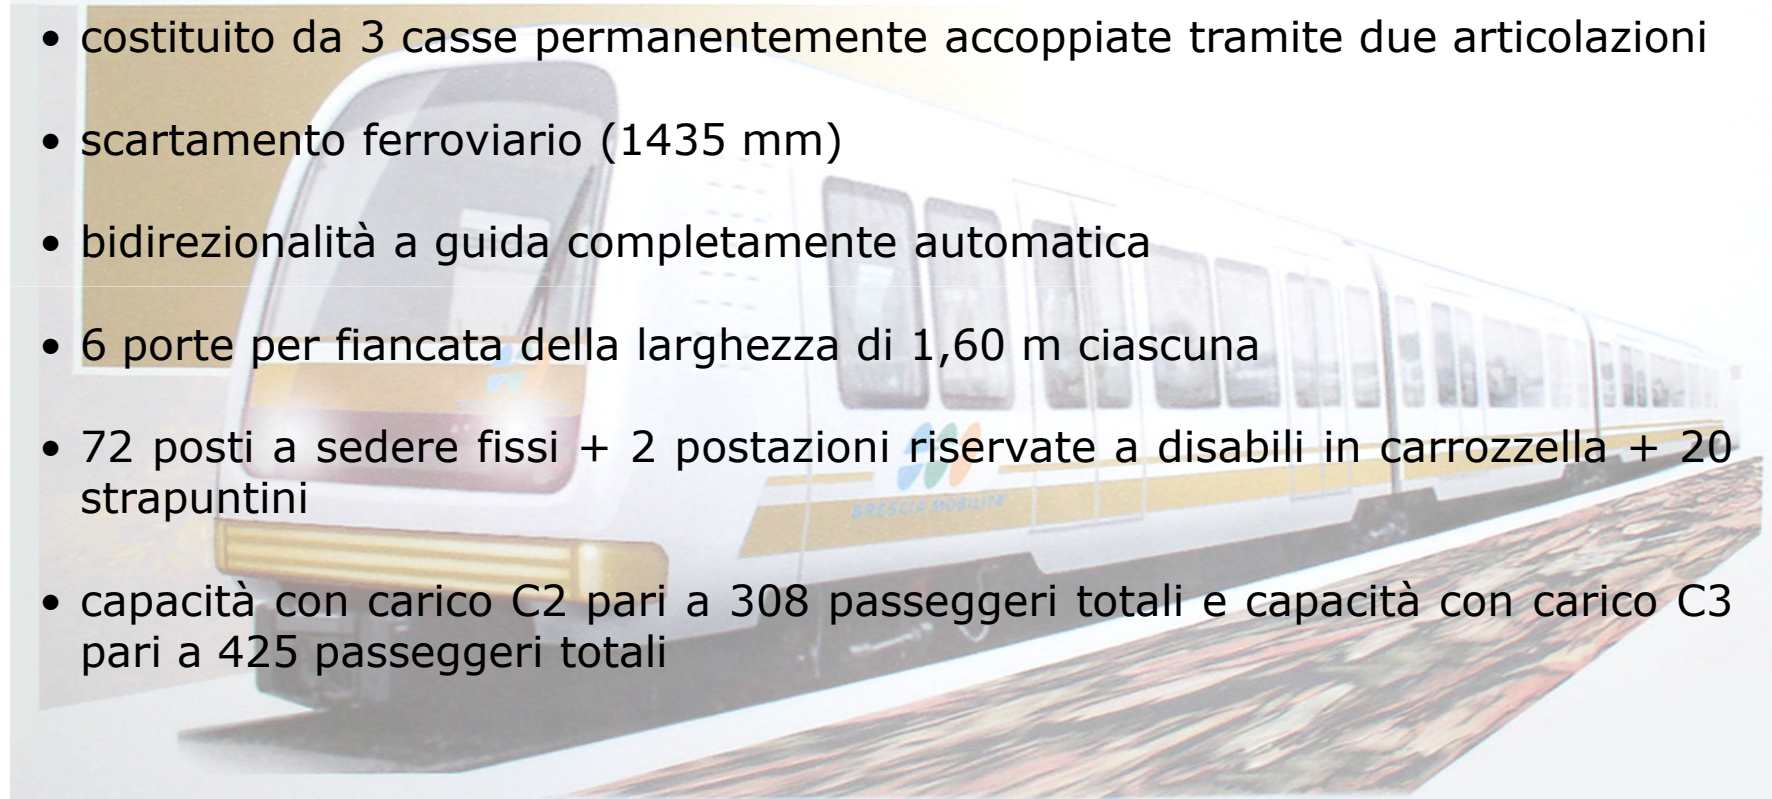 • costituito da 3 casse permanentemente accoppiate tramite due articolazioni
• scartamento ferroviario (1435 mm)
• bidirezionalità a guida completamente automatica
• 6 porte per fiancata della larghezza di 1,60 m ciascuna
• 72 posti a sedere fissi + 2 postazioni riservate a disabili in carrozzella + 20
strapuntini
BRESCIA MOBILITÀ
• capacità con carico C2 pari a 308 passeggeri totali e capacità con carico C3
pari a 425 passeggeri totali